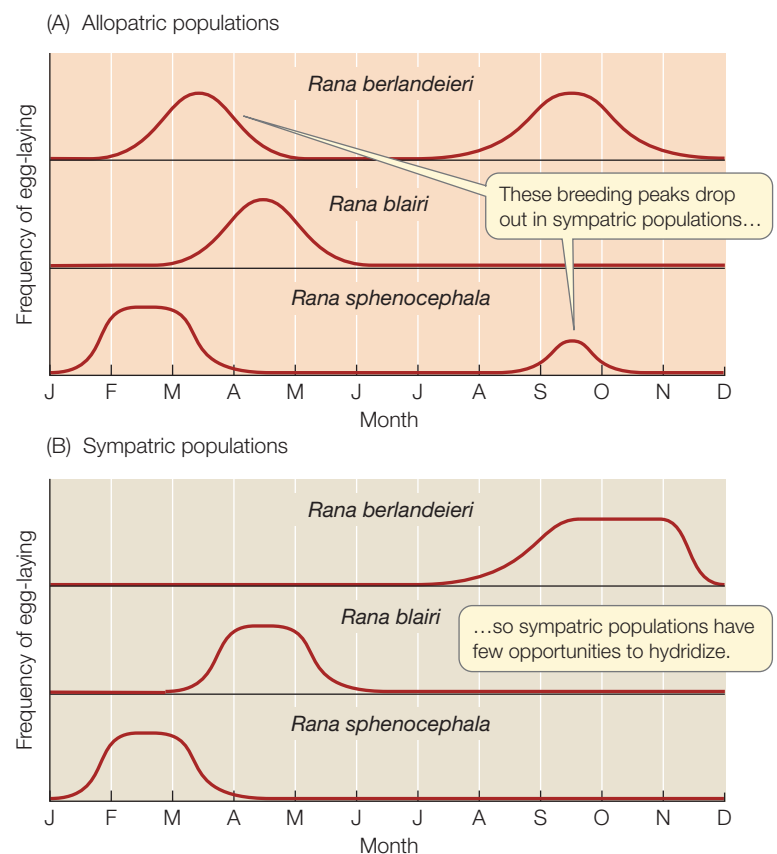 (A) Allopatric populations
Frequency of egg-laying
Rana berlandeieri
These breeding peaks drop
out in sympatric populations…
Rana blairi
Rana sphenocephala
J F M A M J J A S O N D
Month
(B) Sympatric populations
Frequency of egg-laying
Rana berlandeieri
Rana blairi
…so sympatric populations have
few opportunities to hydridize.
Rana sphenocephala
J F M A M J J A S O N D
Month